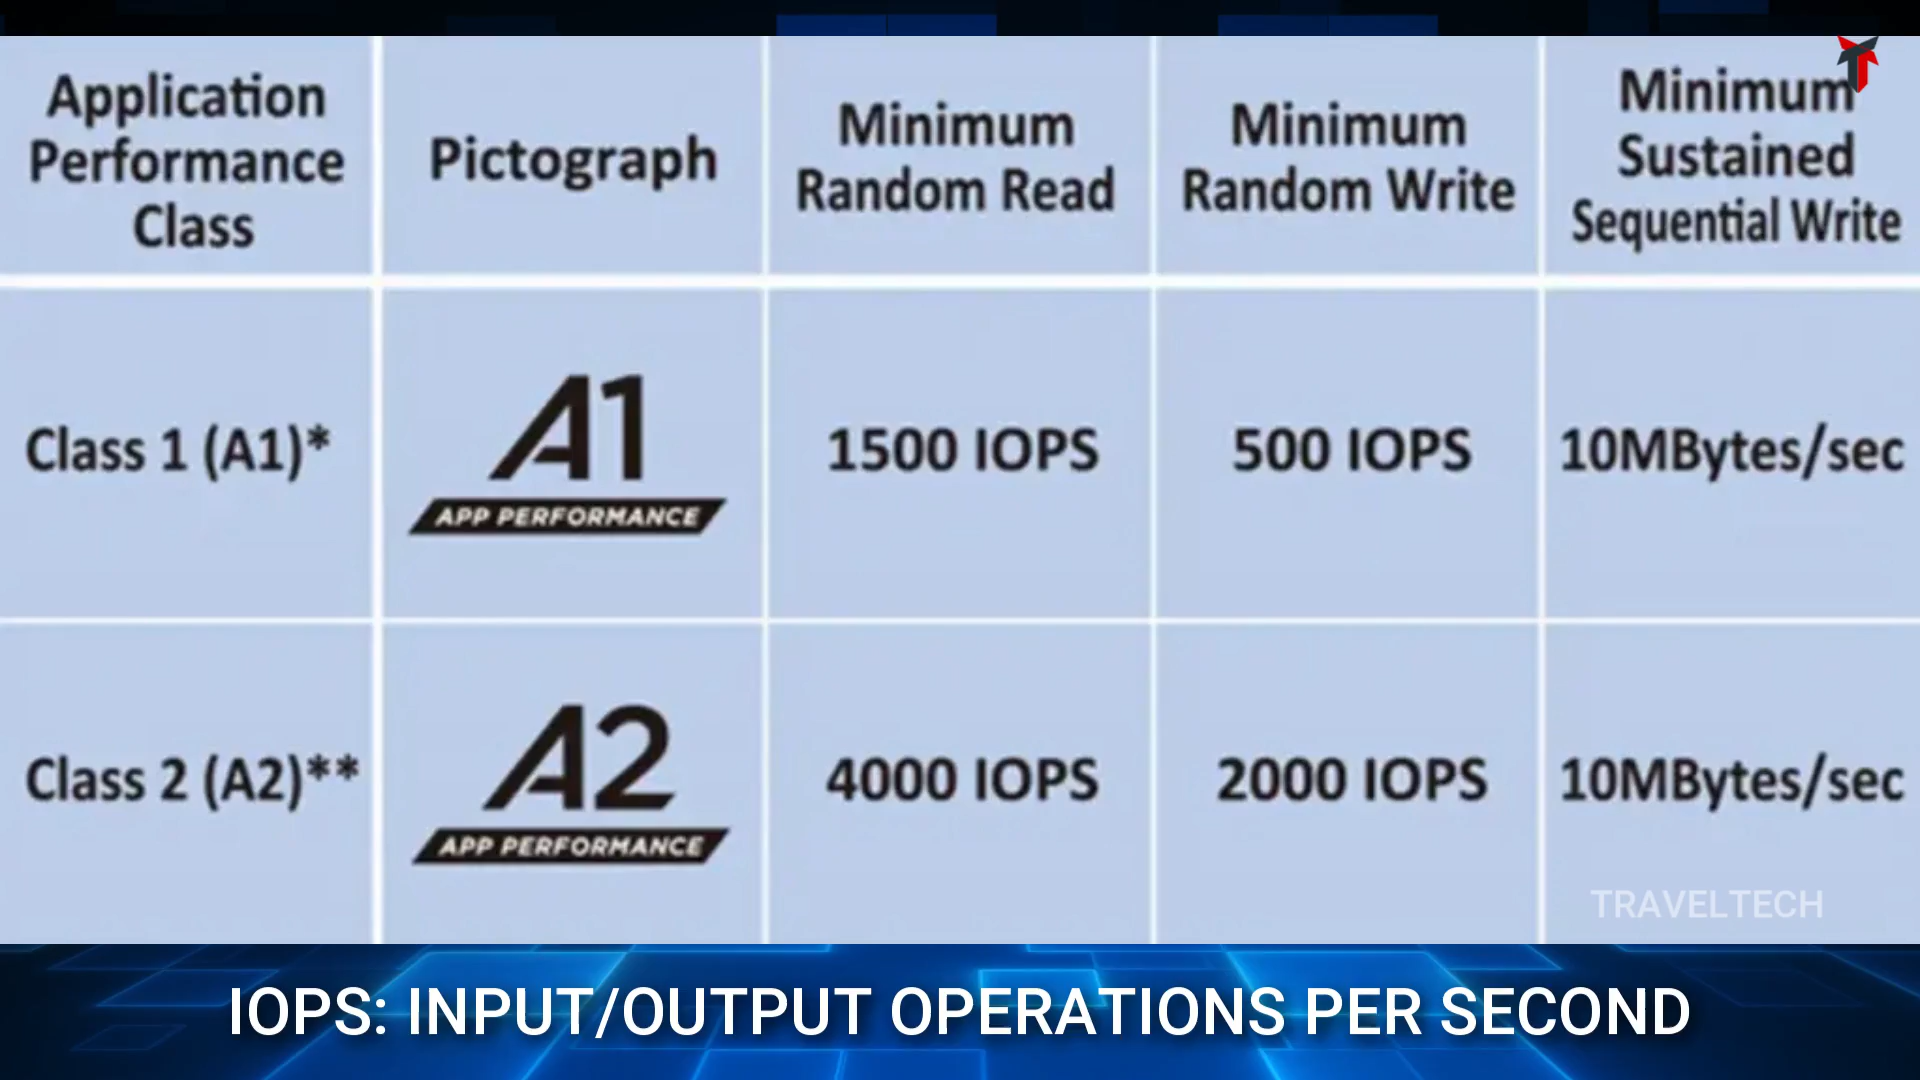 Application
Performance
Class
Pictograph
Minimum
Random Read
Minimum
Random Write
Minimum
Sustained
Sequential Write
Class 1 (A1)*
A1
APP PERFORMANCE
1500 IOPS
500 IOPS
10MBytes/sec
Class 2 (A2)**
A2
APP PERFORMANCE
4000 IOPS
2000 IOPS
10MBytes/sec
TRAVELTECH
IOPS: INPUT/OUTPUT OPERATIONS PER SECOND